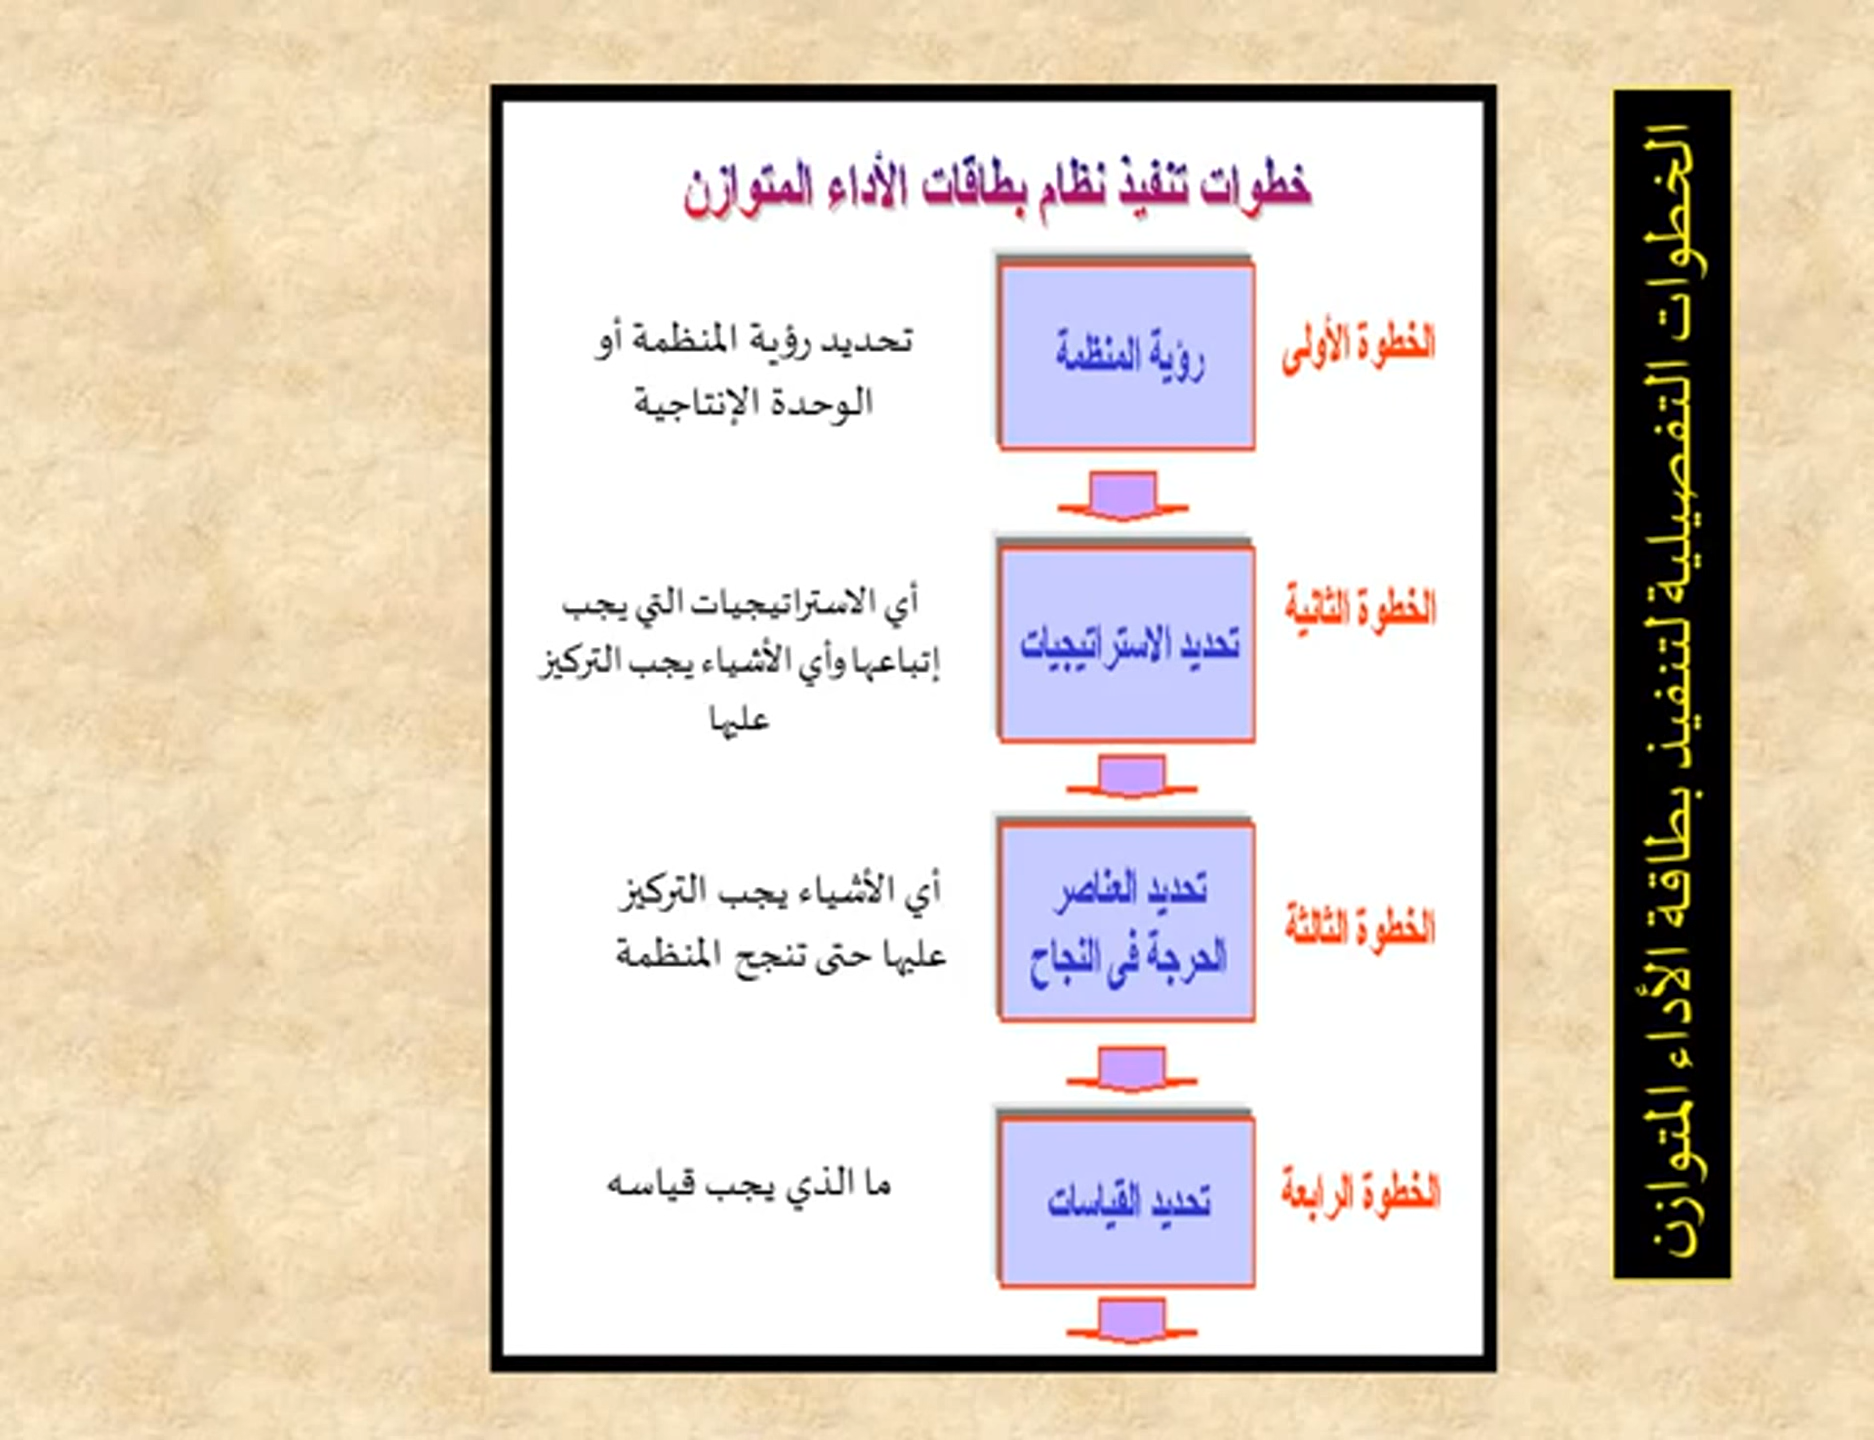 الخطوات التفصيلية لتنفيذ بطاقة الأداء المتوازن
خطوات تنفيذ نظام بطاقات الأداء المتوازن
الخطوة الأولى
رؤية المنظمة
تحديد رؤية المنظمة أو
الوحدة الإنتاجية
الخطوة الثانية
تحديد الاستراتيجيات
أي الاستراتيجيات التي يجب
إتباعها وأي الأشياء يجب التركيز
عليها
الخطوة الثالثة
تحديد العناصر
الحرجة فى النجاح
أي الأشياء يجب التركيز
عليها حتى تنجح المنظمة
الخطوة الرابعة
تحديد القياسات
ما الذي يجب قياسه